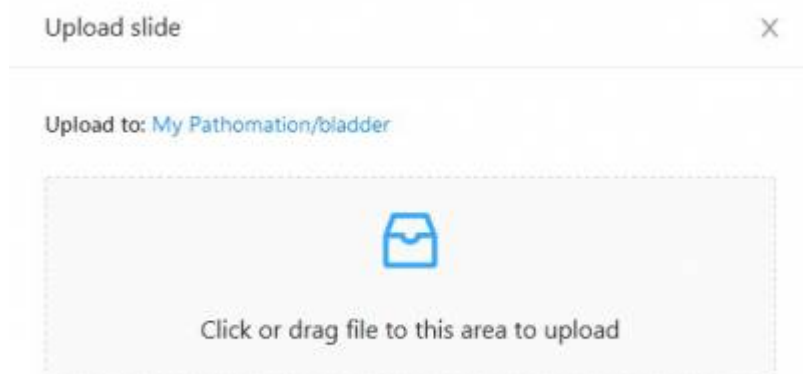 Upload slide
Upload to: My Pathomation/bladder
Click or drag file to this area to upload